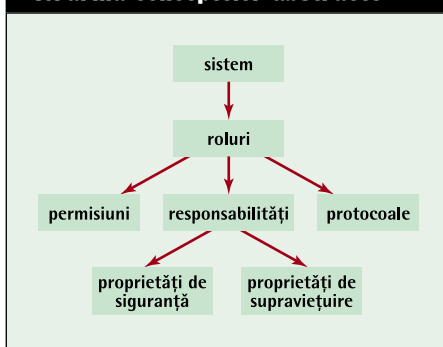 sistem
roluri
permisiuni
responsabilități
protocoale
proprietăți de
siguranță
proprietăți de
supraviețuire